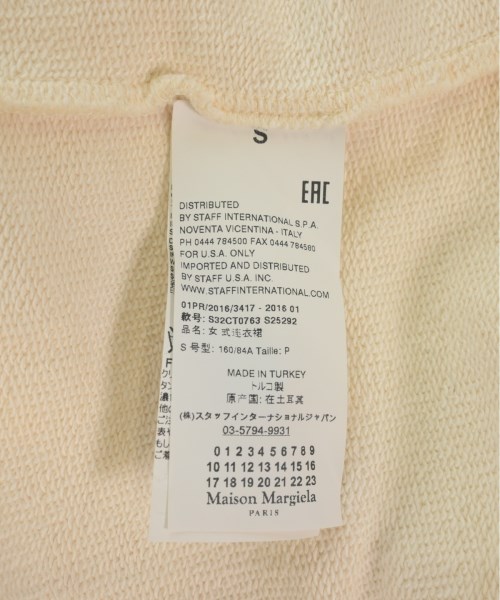 S
EAC
DISTRIBUTED
BY STAFF INTERNATIONAL S.P.A.
NOVENTA VICENTINA - ITALY
PH 0444 784500 FAX 0444 784580
FOR U.S.A. ONLY
IMPORTED AND DISTRIBUTED
BY STAFF U.S.A. INC.
WWW.STAFFINTERNATIONAL.COM
01PR/2016/3417 - 2016 01
款号: S32CT0763 S25292
品名: 女式连衣裙
S 号型: 160/84A Taille: P
MADE IN TURKEY
トルコ製
原产国: 在土耳其
(株)スタッフインターナショナルジャパン
03-5794-9931
0 1 2 3 4 5 6 7 8 9
10 11 12 13 14 15 16
17 18 19 20 21 22 23
Maison Margiela
PARIS